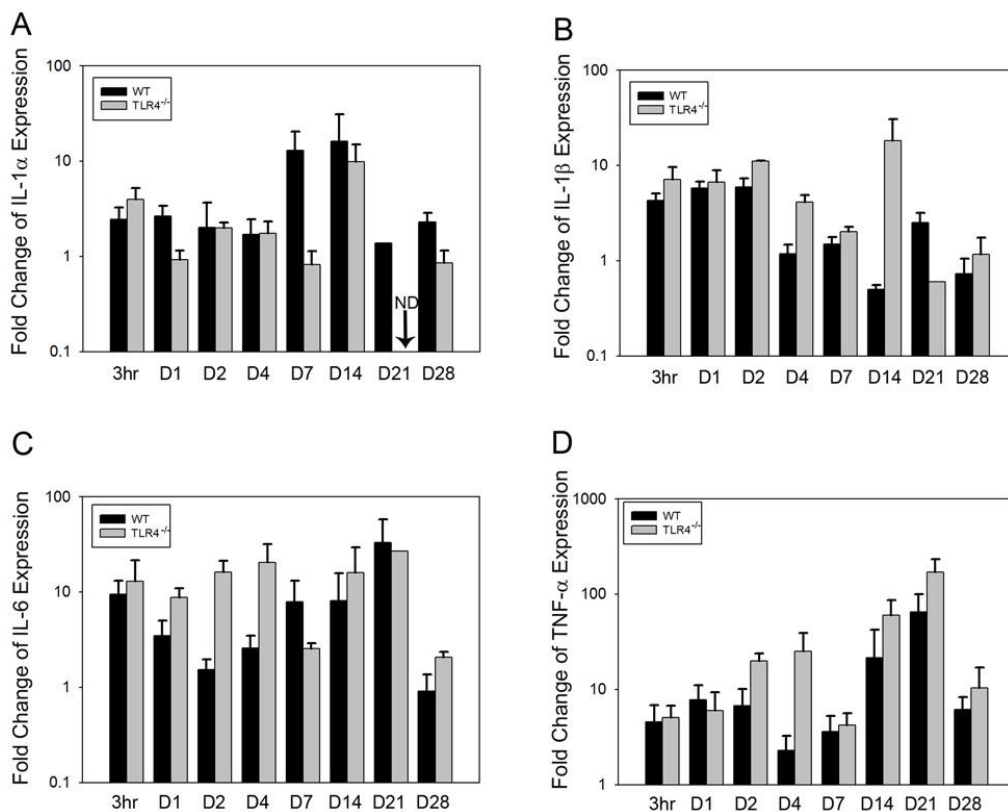 A
Fold Change of IL-1α Expression
100
10
1
0.1
WT
TLR4-/-
ND
3hr D1 D2 D4 D7 D14 D21 D28
B
Fold Change of IL-1β Expression
100
10
1
0.1
WT
TLR4-/-
3hr D1 D2 D4 D7 D14 D21 D28
C
Fold Change of IL-6 Expression
100
10
1
0.1
WT
TLR4-/-
3hr D1 D2 D4 D7 D14 D21 D28
D
Fold Change of TNF-α Expression
1000
100
10
1
WT
TLR4-/-
3hr D1 D2 D4 D7 D14 D21 D28